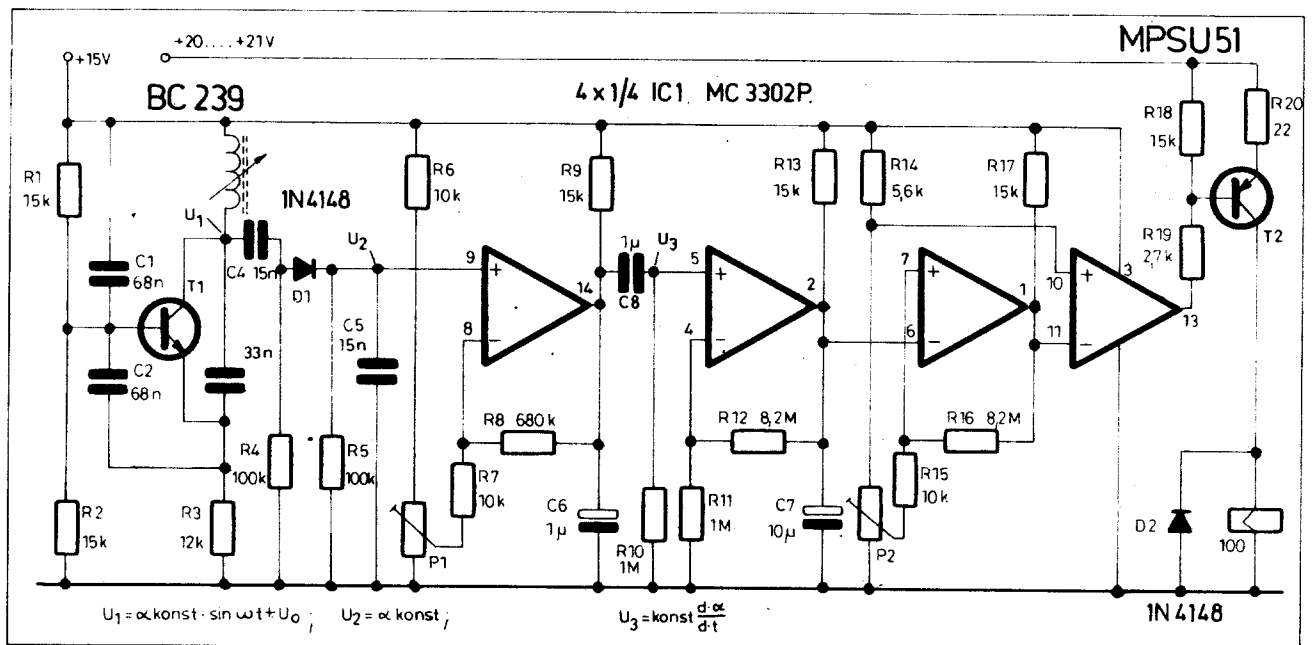 +15V
+20....+21V
MPSU51
BC 239
4 x 1/4 IC1 MC 3302P.
R1
15k
C1
68n
C2
68n
R2
15k
U1
T1
33n
R3
12k
C4 15n
1N4148
D1
R4
100k
R5
100k
U2
C5
15n
R6
10k
P1
9
8
+
−
14
R7
10k
R8 680k
R9
15k
C6
1µ
1µ
C8
U3
R10
1M
5
4
+
−
2
R11
1M
R12 8,2M
R13
15k
C7
10µ
R14
5,6k
P2
7
6
+
−
1
R15
10k
R16 8,2M
R17
15k
10
11
+
−
3
13
R18
15k
R19
2,7k
R20
22
T2
D2
100
1N 4148
U1 = α konst · sin ωt + U0 ; U2 = α konst ; U3 = konst d·α/d·t